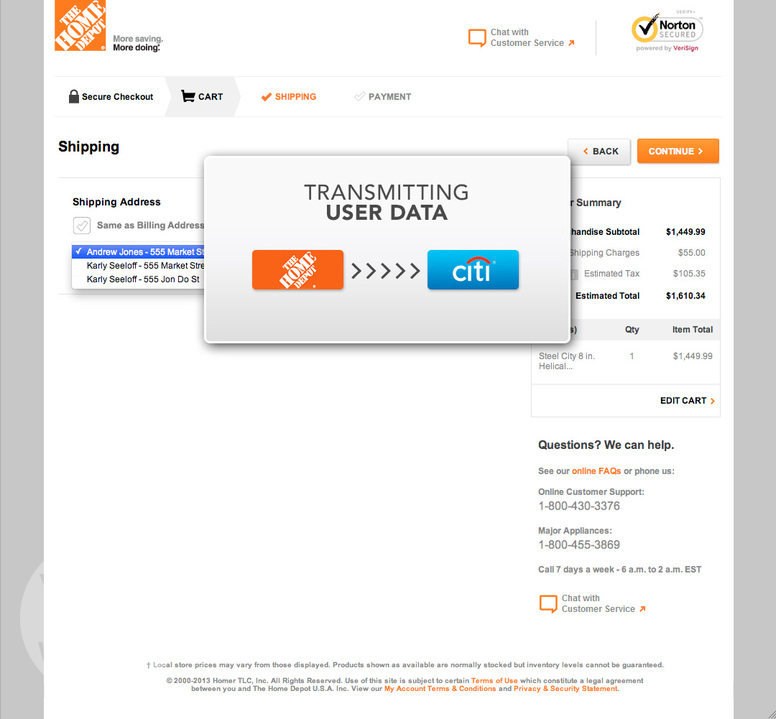 THE HOME DEPOT
More saving.
More doing.
Chat with
Customer Service
Norton
SECURED
powered by VeriSign
Secure Checkout
CART
SHIPPING
PAYMENT
Shipping
BACK
CONTINUE
Shipping Address
Same as Billing Address
Andrew Jones - 555 Market St
Karly Seeloff - 555 Market Stre
Karly Seeloff - 555 Jon Do St
TRANSMITTING
USER DATA
THE HOME DEPOT
citi
r Summary
handise Subtotal $1,449.99
Shipping Charges $55.00
Estimated Tax $105.35
Estimated Total $1,610.34
s) Qty Item Total
Steel City 8 in. 1 $1,449.99
Helical...
EDIT CART
Questions? We can help.
See our online FAQs or phone us:
Online Customer Support:
1-800-430-3376
Major Appliances:
1-800-455-3869
Call 7 days a week - 6 a.m. to 2 a.m. EST
Chat with
Customer Service
† Local store prices may vary from those displayed. Products shown as available are normally stocked but inventory levels cannot be guaranteed.
© 2000-2013 Homer TLC, Inc. All Rights Reserved. Use of this site is subject to certain Terms of Use which constitute a legal agreement
between you and The Home Depot U.S.A. Inc. View our My Account Terms & Conditions and Privacy & Security Statement.